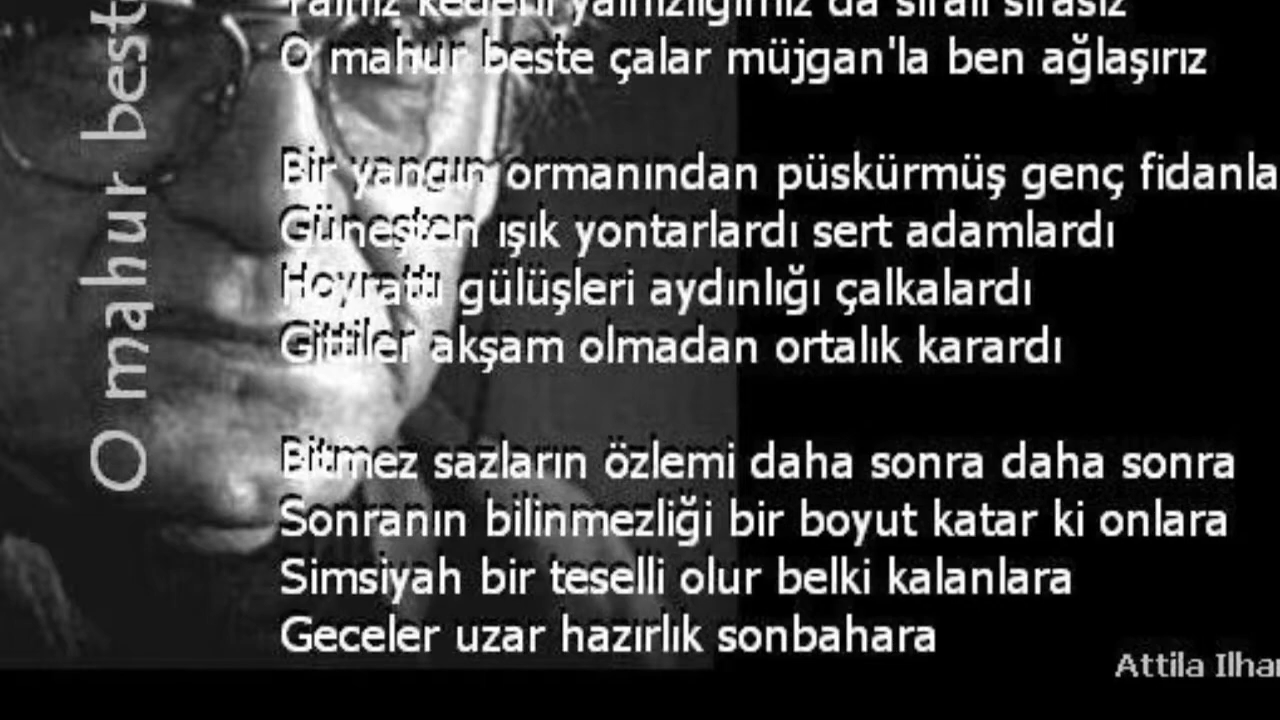 kederli yalnızlığımız da sıralı sırasız
O mahur beste çalar müjgan'la ben ağlaşırız
Bir yangın ormanından püskürmüş genç fidanla
Güneşten ışık yontarlardı sert adamlardı
Hoyrattı gülüşleri aydınlığı çalkalardı
Gittiler akşam olmadan ortalık karardı
Bitmez sazların özlemi daha sonra daha sonra
Sonranın bilinmezliği bir boyut katar ki onlara
Simsiyah bir teselli olur belki kalanlara
Geceler uzar hazırlık sonbahara
O mahur best
Attila Ilhan